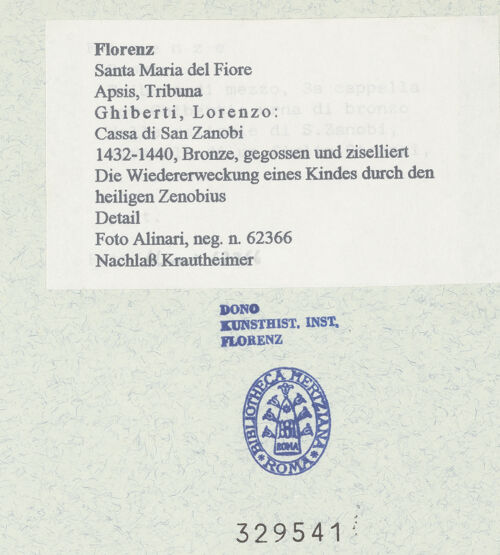 Florenz
Santa Maria del Fiore
Apsis, Tribuna
Ghiberti, Lorenzo:
Cassa di San Zanobi
1432-1440, Bronze, gegossen und ziselliert
Die Wiedererweckung eines Kindes durch den
heiligen Zenobius
Detail
Foto Alinari, neg. n. 62366
Nachlaß Krautheimer
DONO
KUNSTHIST. INST.
FLORENZ
BIBLIOTHECA HERTZIANA
ROMA
ROMA
329541